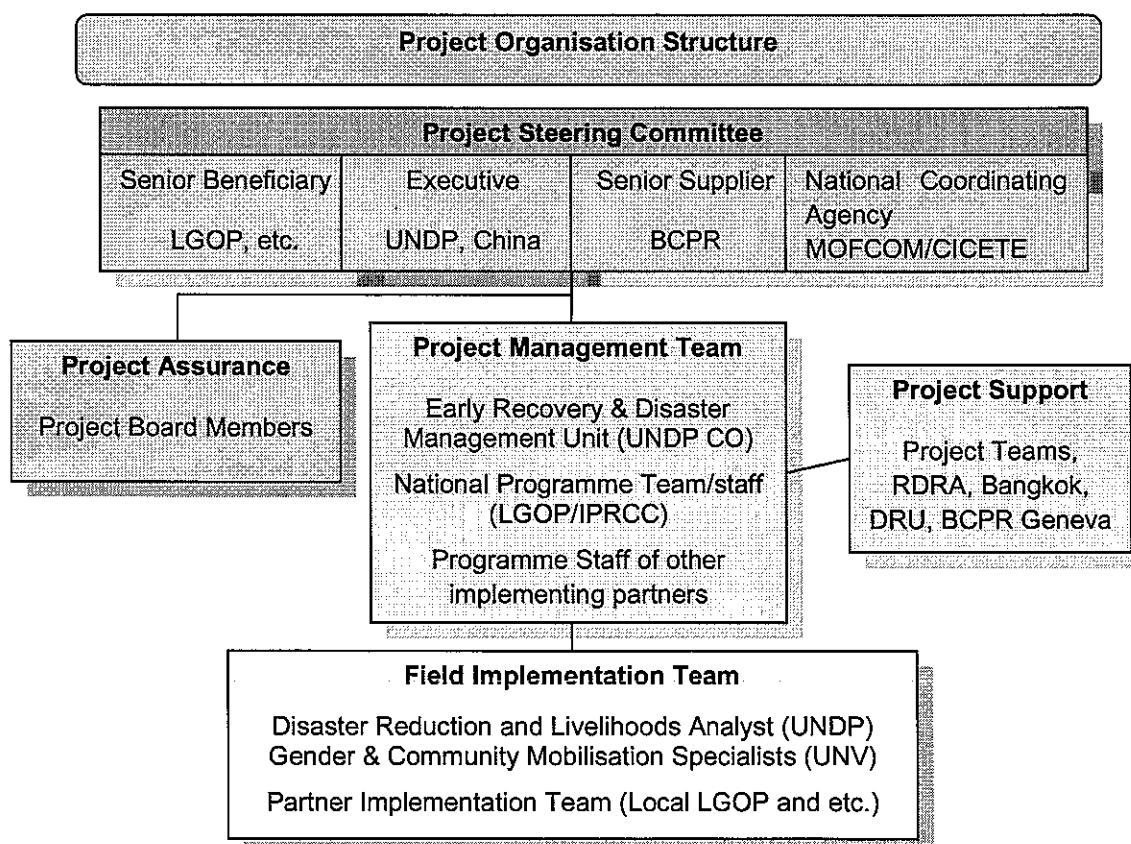 Project Organisation Structure
Project Steering Committee
Senior Beneficiary
LGOP, etc.
Executive
UNDP, China
Senior Supplier
BCPR
National Coordinating
Agency
MOFCOM/CICETE
Project Assurance
Project Board Members
Project Management Team
Early Recovery & Disaster
Management Unit (UNDP CO)
National Programme Team/staff
(LGOP/IPRCC)
Programme Staff of other
implementing partners
Project Support
Project Teams,
RDRA, Bangkok,
DRU, BCPR Geneva
Field Implementation Team
Disaster Reduction and Livelihoods Analyst (UNDP)
Gender & Community Mobilisation Specialists (UNV)
Partner Implementation Team (Local LGOP and etc.)